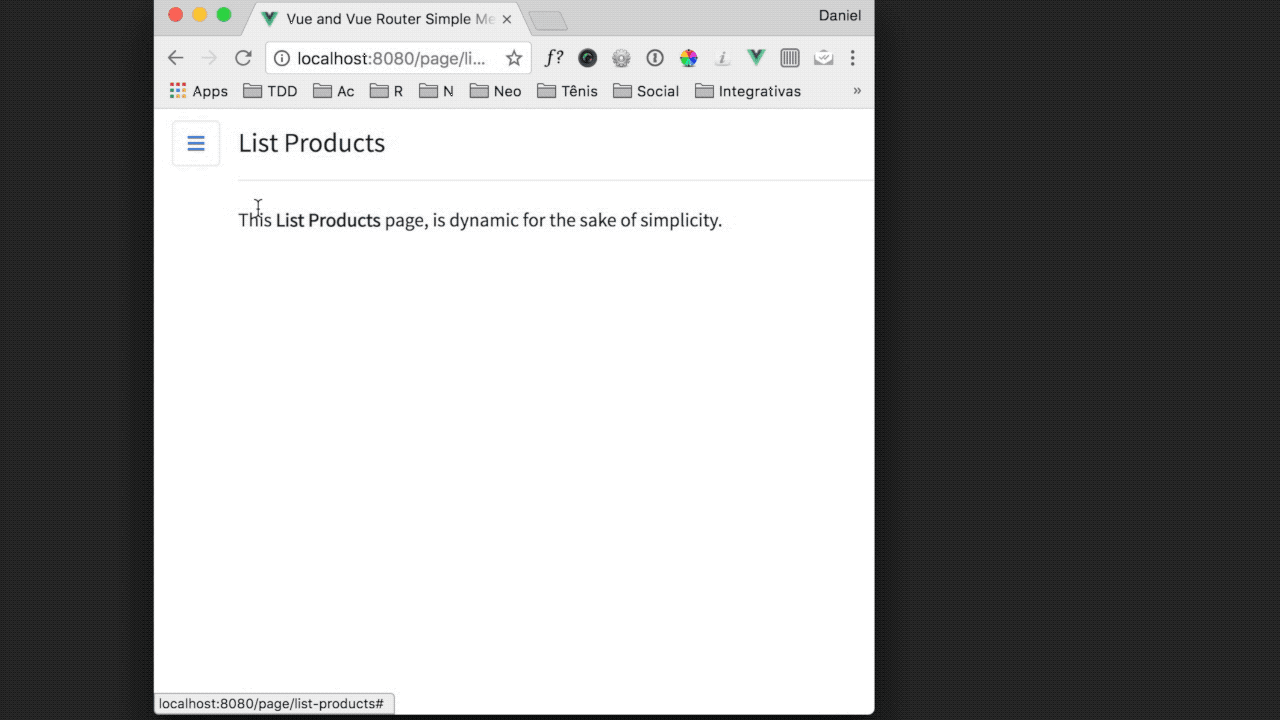 Vue and Vue Router Simple Me
Daniel
localhost:8080/page/li...
f?
Apps TDD Ac R N Neo Tênis Social Integrativas »
List Products
This List Products page, is dynamic for the sake of simplicity.
localhost:8080/page/list-products#